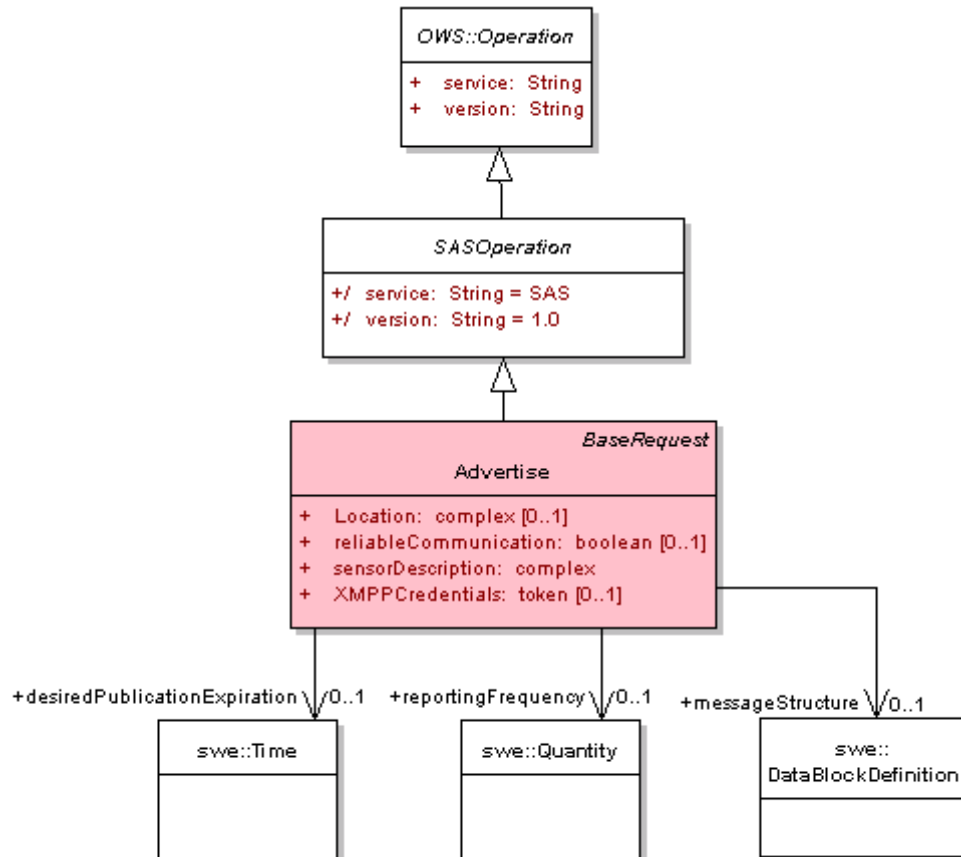 OWS::Operation
+ service: String
+ version: String
SASOperation
+/ service: String = SAS
+/ version: String = 1.0
BaseRequest
Advertise
+ Location: complex [0..1]
+ reliableCommunication: boolean [0..1]
+ sensorDescription: complex
+ XMPPCredentials: token [0..1]
+desiredPublicationExpiration 0..1
+reportingFrequency 0..1
+messageStructure 0..1
swe::Time
swe::Quantity
swe::
DataBlockDefinition